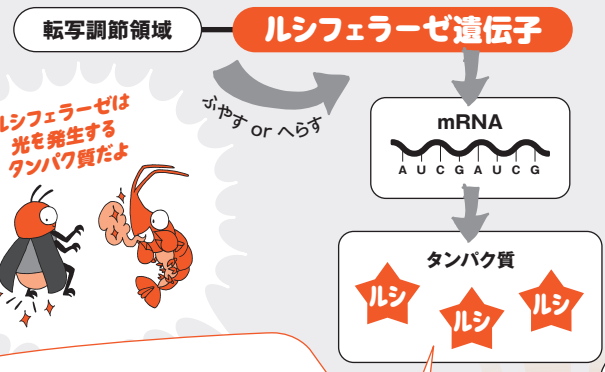 転写調節領域
ルシフェラーゼ遺伝子
ふやす or へらす
ルシフェラーゼは
光を発生する
タンパク質だよ
mRNA
A U C G A U C G
タンパク質
ルシ
ルシ
ルシ